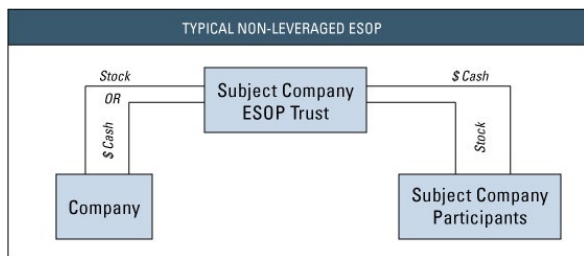 TYPICAL NON-LEVERAGED ESOP
Stock
OR
$ Cash
Subject Company
ESOP Trust
$ Cash
Stock
Company
Subject Company
Participants